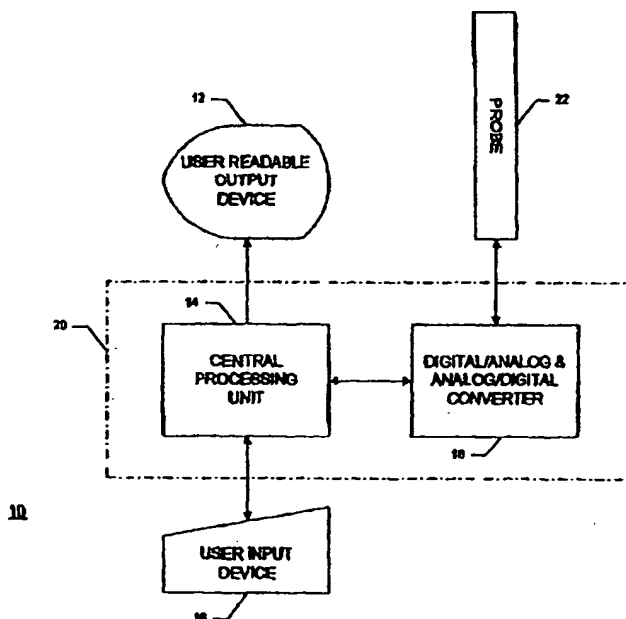 12
USER READABLE
OUTPUT
DEVICE
PROBE
22
20
14
CENTRAL
PROCESSING
UNIT
DIGITAL/ANALOG &
ANALOG/DIGITAL
CONVERTER
18
10
USER INPUT
DEVICE
16